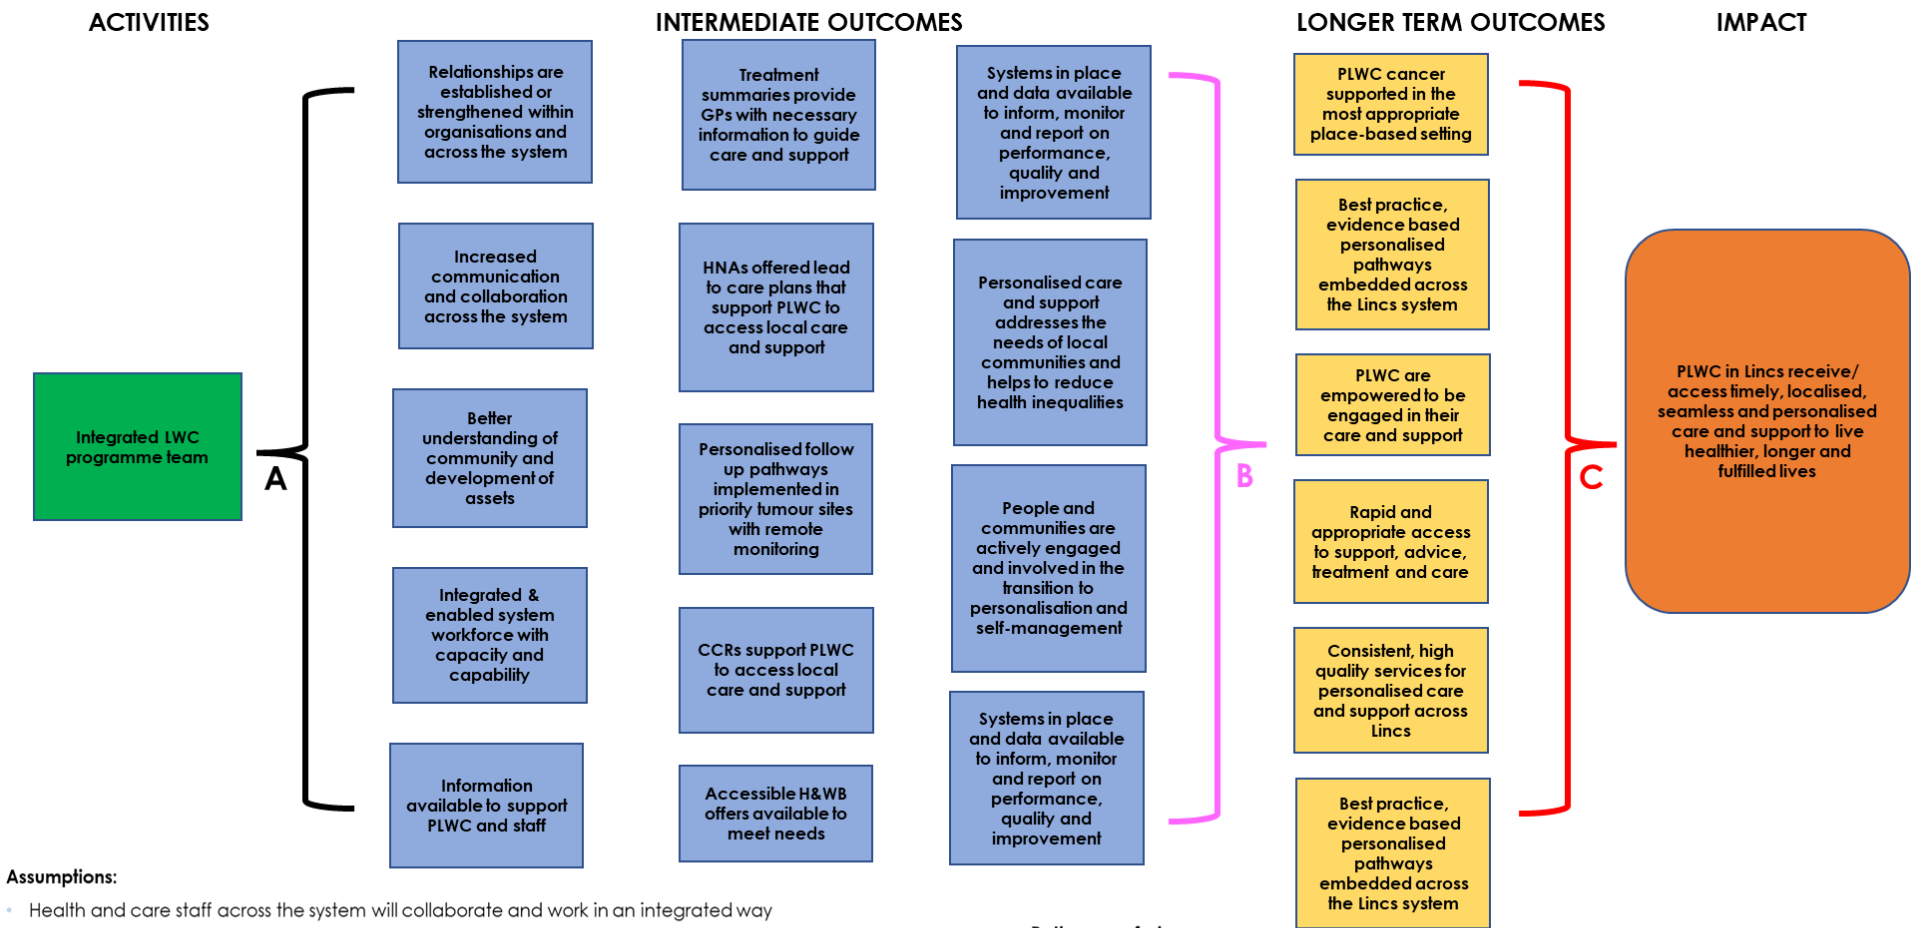 ACTIVITIES
INTERMEDIATE OUTCOMES
LONGER TERM OUTCOMES
IMPACT
Integrated LWC
programme team
A
Relationships are
established or
strengthened within
organisations and
across the system
Increased
communication
and collaboration
across the system
Better
understanding of
community and
development of
assets
Integrated &
enabled system
workforce with
capacity and
capability
Information
available to support
PLWC and staff
Treatment
summaries provide
GPs with necessary
information to guide
care and support
HNAs offered lead
to care plans that
support PLWC to
access local care
and support
Personalised follow
up pathways
implemented in
priority tumour sites
with remote
monitoring
CCRs support PLWC
to access local
care and support
Accessible H&WB
offers available to
meet needs
Systems in place
and data available
to inform, monitor
and report on
performance,
quality and
improvement
Personalised care
and support
addresses the
needs of local
communities and
helps to reduce
health inequalities
People and
communities are
actively engaged
and involved in the
transition to
personalisation and
self-management
Systems in place
and data available
to inform, monitor
and report on
performance,
quality and
improvement
B
PLWC cancer
supported in the
most appropriate
place-based setting
Best practice,
evidence based
personalised
pathways
embedded across
the Lincs system
PLWC are
empowered to be
engaged in their
care and support
Rapid and
appropriate access
to support, advice,
treatment and care
Consistent, high
quality services for
personalised care
and support across
Lincs
Best practice,
evidence based
personalised
pathways
embedded across
the Lincs system
C
PLWC in Lincs receive/
access timely, localised,
seamless and personalised
care and support to live
healthier, longer and
fulfilled lives
Assumptions:
• Health and care staff across the system will collaborate and work in an integrated way